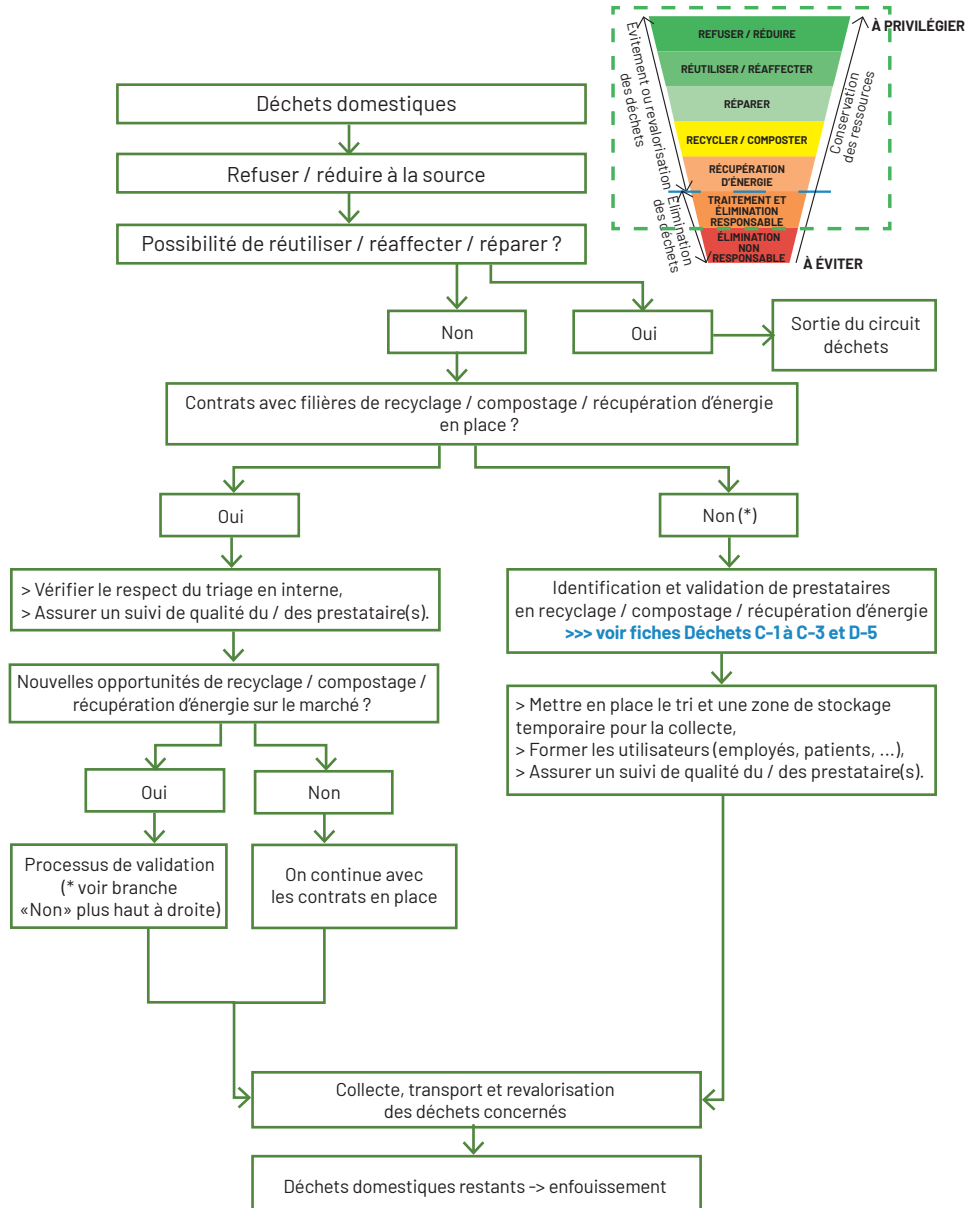 À PRIVILÉGIER
REFUSER / RÉDUIRE
RÉUTILISER / RÉAFFECTER
RÉPARER
RECYCLER / COMPOSTER
RÉCUPÉRATION
D'ÉNERGIE
TRAITEMENT ET
ÉLIMINATION
RESPONSABLE
ÉLIMINATION
NON
RESPONSABLE
À ÉVITER
Évitement ou revalorisation
des déchets
Élimination
des déchets
Conservation
des ressources
Déchets domestiques
Refuser / réduire à la source
Possibilité de réutiliser / réaffecter / réparer ?
Non
Oui
Sortie du circuit
déchets
Contrats avec filières de recyclage / compostage / récupération d'énergie
en place ?
Oui
Non (*)
> Vérifier le respect du triage en interne,
> Assurer un suivi de qualité du / des prestataire(s).
Identification et validation de prestataires
en recyclage / compostage / récupération d'énergie
>>> voir fiches Déchets C-1 à C-3 et D-5
Nouvelles opportunités de recyclage / compostage /
récupération d'énergie sur le marché ?
> Mettre en place le tri et une zone de stockage
temporaire pour la collecte,
> Former les utilisateurs (employés, patients, ...),
> Assurer un suivi de qualité du / des prestataire(s).
Oui
Non
Processus de validation
(* voir branche
«Non» plus haut à droite)
On continue avec
les contrats en place
Collecte, transport et revalorisation
des déchets concernés
Déchets domestiques restants -> enfouissement